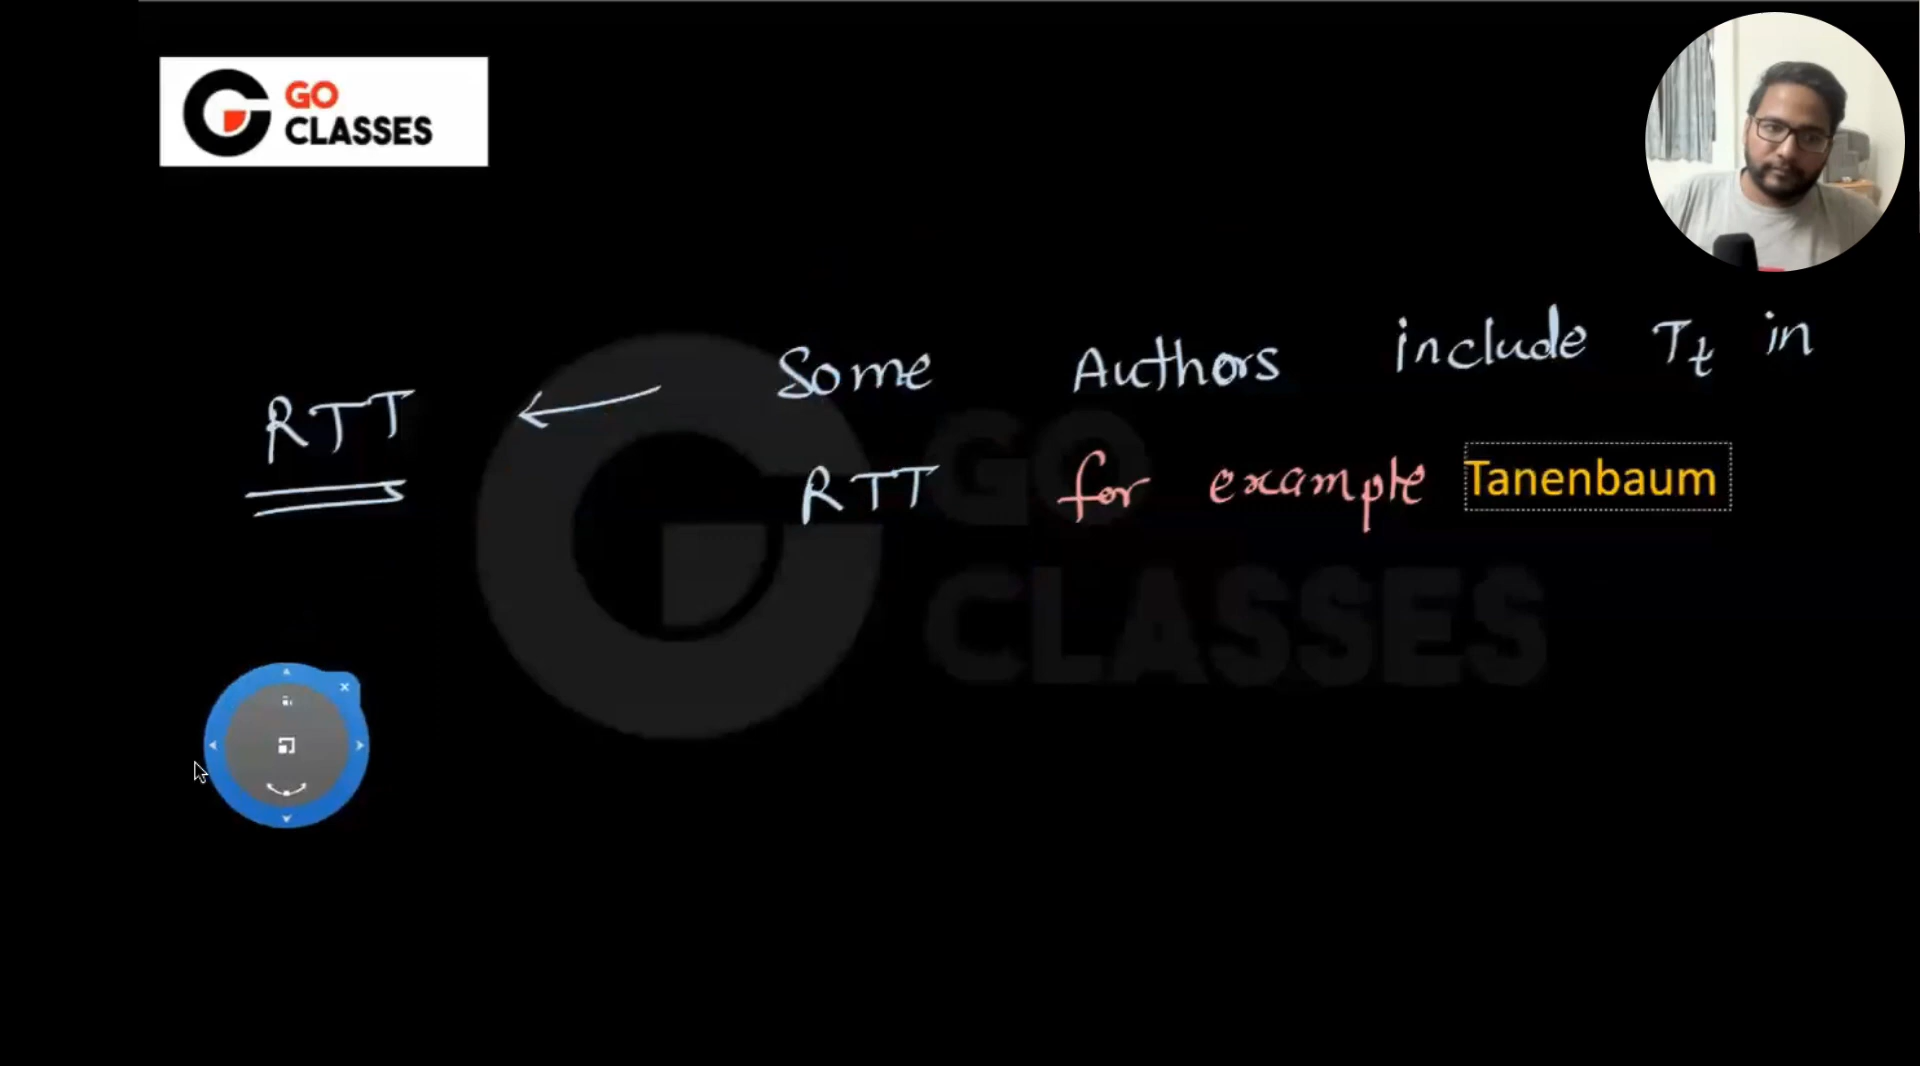 GO
CLASSES
Some Authors include Tt in
RTT
RTT for example Tanenbaum
GO
CLASSES